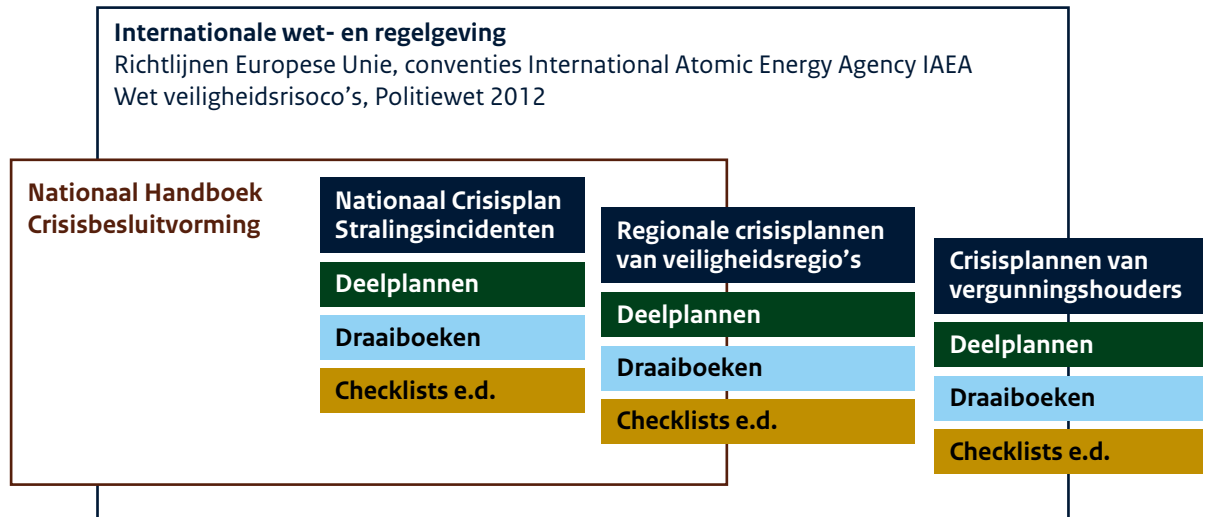 Internationale wet- en regelgeving
Richtlijnen Europese Unie, conventies International Atomic Energy Agency IAEA
Wet veiligheidsrisoco’s, Politiewet 2012
Nationaal Handboek
Crisisbesluitvorming
Nationaal Crisisplan
Stralingsincidenten
Deelplannen
Draaiboeken
Checklists e.d.
Regionale crisisplannen
van veiligheidsregio’s
Deelplannen
Draaiboeken
Checklists e.d.
Crisisplannen van
vergunningshouders
Deelplannen
Draaiboeken
Checklists e.d.